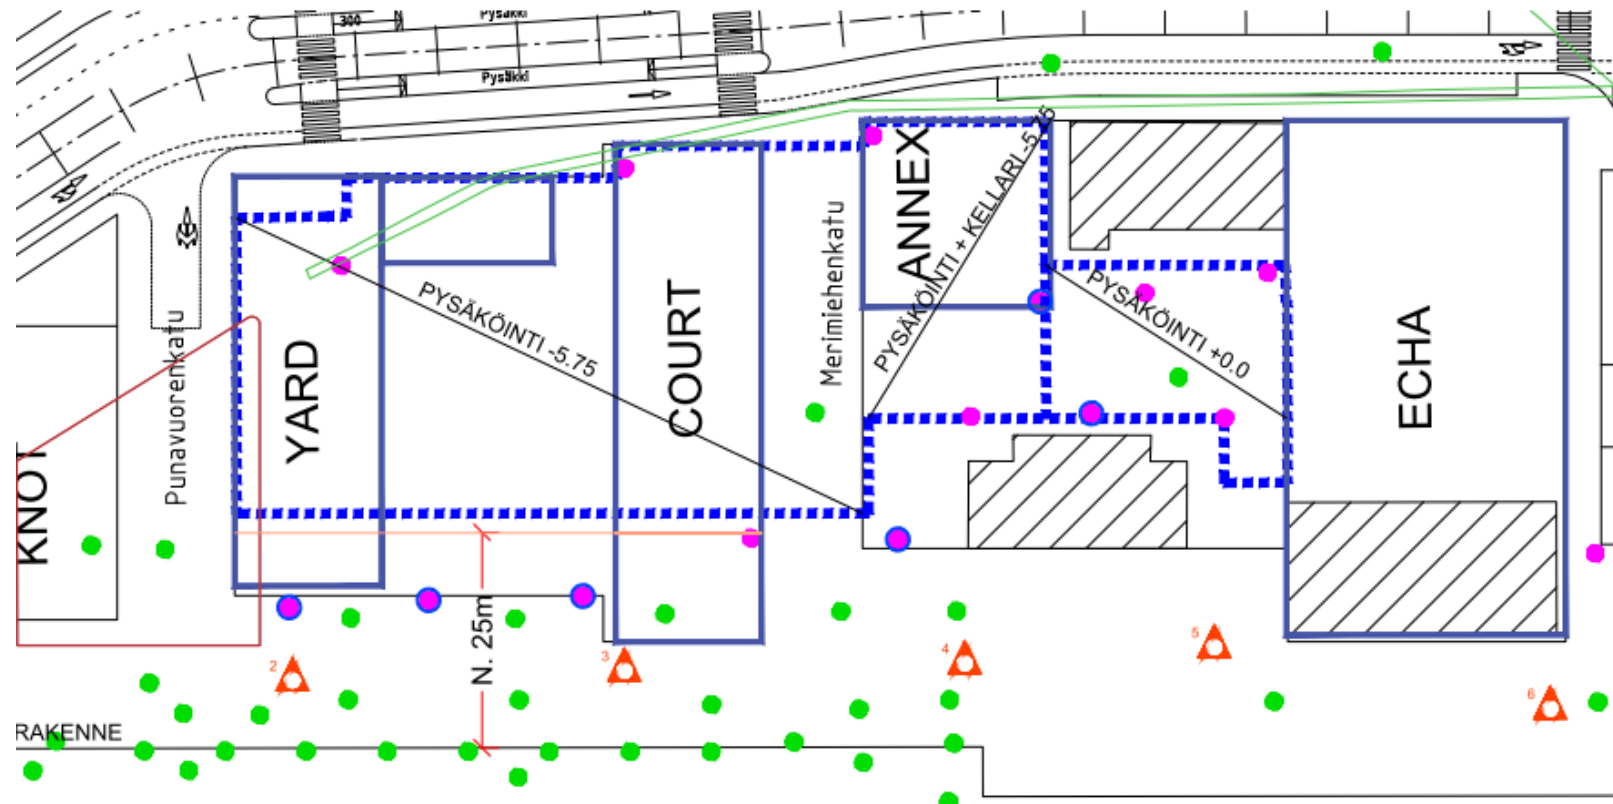 300
Pysäkki
Pysäkki
Punavuorenkatu
KNOT
YARD
PYSÄKÖINTI -5.75
COURT
Merimiehenkatu
ANNEX
PYSÄKÖINTI + KELLARI -5.75
PYSÄKÖINTI +0.0
ECHA
N. 25m
2
3
4
5
6
RAKENNE